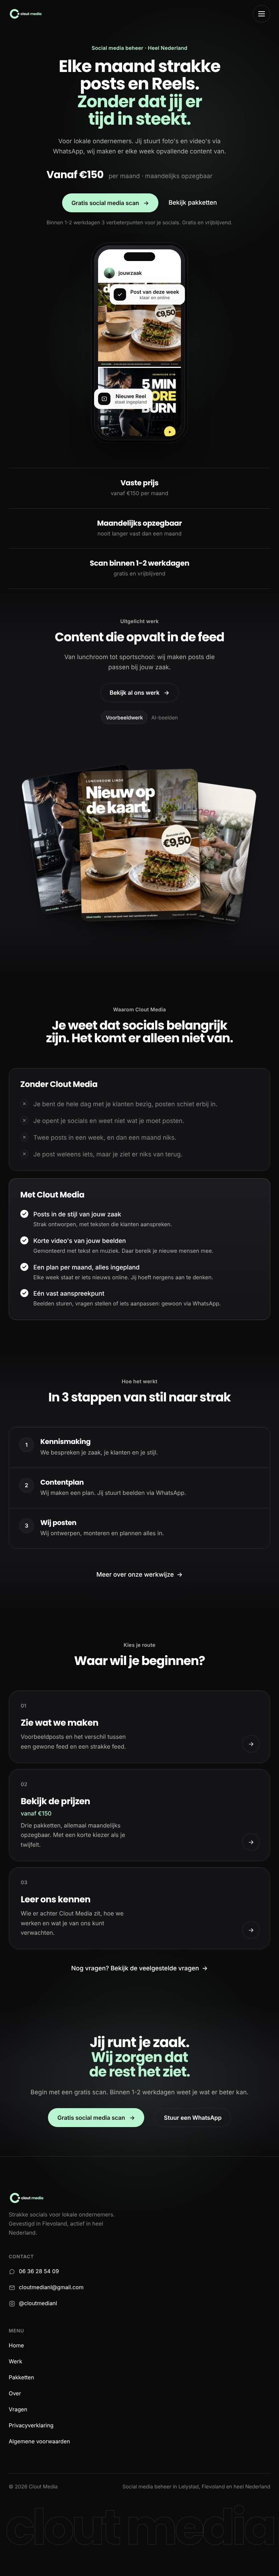 clout media
Social media beheer · Heel Nederland
Elke maand strakke
posts en Reels.
Zonder dat jij er
tijd in steekt.
Voor lokale ondernemers. Jij stuurt foto's en video's via
WhatsApp, wij maken er elke week opvallende content van.
Vanaf €150 per maand · maandelijks opzegbaar
Gratis social media scan →
Bekijk pakketten
Binnen 1-2 werkdagen 3 verbeterpunten voor je socials. Gratis en vrijblijvend.
jouwzaak
Post van deze week
klaar en online
€9,50
Nieuwe Reel
staat ingepland
5 MIN
MORE
BURN
Vaste prijs
vanaf €150 per maand
Maandelijks opzegbaar
nooit langer vast dan een maand
Scan binnen 1-2 werkdagen
gratis en vrijblijvend
Uitgelicht werk
Content die opvalt in de feed
Van lunchroom tot sportschool: wij maken posties die
passen bij jouw zaak.
Bekijk al ons werk →
Voorbeeldwerk
AI-beelden
LUNCHROOM LINDE
Nieuw op
de kaart.
€9,50
Waarom Clout Media
Je weet dat socials belangrijk
zijn. Het komt er alleen niet van.
Zonder Clout Media
Je bent de hele dag met je klanten bezig, posten schiet erbij in.
Je opent je socials en weet niet wat je moet posten.
Twee posts in een week, en dan een maand niks.
Je post weleens iets, maar je ziet er niks van terug.
Met Clout Media
Posts in de stijl van jouw zaak
Strak ontworpen, met teksten die klanten aanspreken.
Korte video's van jouw beelden
Gemonteerd met tekst en muziek. Daar bereik je nieuwe mensen mee.
Een plan per maand, alles ingepland
Elke week staat er iets nieuws online. Jij hoeft nergens aan te denken.
Eén vast aanspreekpunt
Beelden sturen, vragen stellen of iets aanpassen: gewoon via WhatsApp.
Hoe het werkt
In 3 stappen van stil naar strak
1
Kennismaking
We bespreken je zaak, je klanten en je stijl.
2
Contentplan
Wij maken een plan. Jij stuurt beelden via WhatsApp.
3
Wij posten
Wij ontwerpen, monteren en plannen alles in.
Meer over onze werkwijze →
Kies je route
Waar wil je beginnen?
01
Zie wat we maken
Voorbeeldposts en het verschil tussen
een gewone feed en een strakke feed.
02
Bekijk de prijzen
vanaf €150
Drie pakketten, allemaal maandelijks
opzegbaar. Met een korte kiezer als je
twijfelt.
03
Leer ons kennen
Wie er achter Clout Media zit, hoe we
werken en wat je van ons kunt
verwachten.
Nog vragen? Bekijk de veelgestelde vragen →
Jij runt je zaak.
Wij zorgen dat
de rest het ziet.
Begin met een gratis scan. Binnen 1-2 werkdagen weet je wat er beter kan.
Gratis social media scan →
Stuur een WhatsApp
clout media
Strakke socials voor lokale ondernemers.
Gevestigd in Flevoland, actief in heel
Nederland.
CONTACT
06 36 28 54 09
cloutmedianl@gmail.com
@cloutmedianl
MENU
Home
Werk
Pakketten
Over
Vragen
Privacyverklaring
Algemene voorwaarden
© 2026 Clout Media
Social media beheer in Lelystad, Flevoland en heel Nederland
clout media